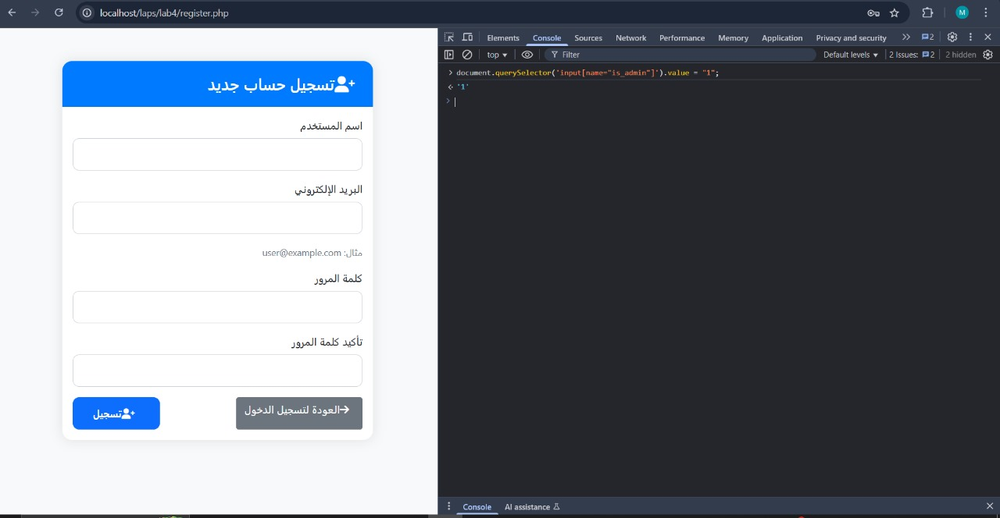 localhost/laps/lab4/register.php
M
Elements Console Sources Network Performance Memory Application Privacy and security 2
top Filter Default levels 2 Issues: 2 2 hidden
> document.querySelector('input[name="is_admin"]').value = "1";
'1'
>
تسجيل حساب جديد
اسم المستخدم
البريد الإلكتروني
مثال: user@example.com
كلمة المرور
تأكيد كلمة المرور
العودة لتسجيل الدخول
تسجيل
Console AI assistance